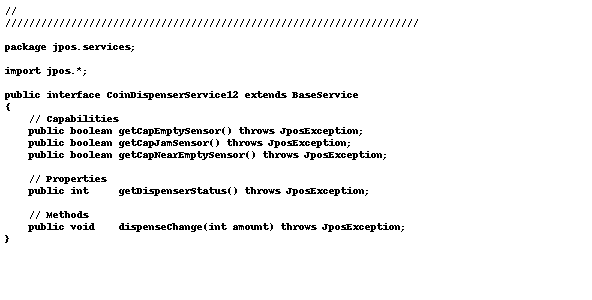 //
/////////////////////////////////////////////////////////////////////
package jpos.services;
import jpos.*;
public interface CoinDispenserService12 extends BaseService
{
// Capabilities
public boolean getCapEmptySensor() throws JposException;
public boolean getCapJamSensor() throws JposException;
public boolean getCapNearEmptySensor() throws JposException;
// Properties
public int     getDispenserStatus() throws JposException;
// Methods
public void    dispenseChange(int amount) throws JposException;
}